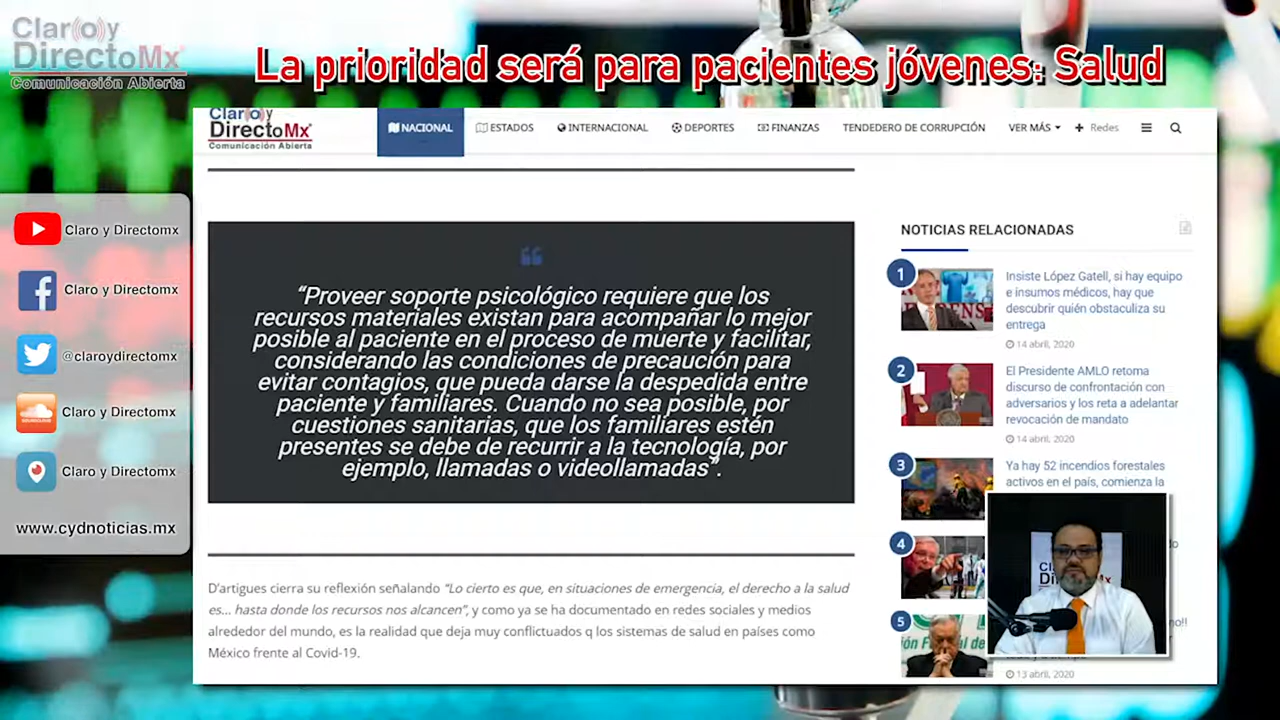 Claro y
DirectoMx
Comunicación Abierta
La prioridad será para pacientes jóvenes: Salud
Claro y
DirectoMx
Comunicación Abierta
NACIONAL
ESTADOS
INTERNACIONAL
DEPORTES
FINANZAS
TENDEDERO DE CORRUPCIÓN
VER MÁS
Redes
Claro y Directomx
Claro y Directomx
@claroydirectomx
Claro y Directomx
Claro y Directomx
www.cydnoticias.mx
“Proveer soporte psicológico requiere que los
recursos materiales existan para acompañar lo mejor
posible al paciente en el proceso de muerte y facilitar,
considerando las condiciones de precaución para
evitar contagios, que pueda darse la despedida entre
paciente y familiares. Cuando no sea posible, por
cuestiones sanitarias, que los familiares estén
presentes se debe de recurrir a la tecnología, por
ejemplo, llamadas o videollamadas”.
D’artigues cierra su reflexión señalando “Lo cierto es que, en situaciones de emergencia, el derecho a la salud
es... hasta donde los recursos nos alcancen”, y como ya se ha documentado en redes sociales y medios
alrededor del mundo, es la realidad que deja muy conflictuados q los sistemas de salud en países como
México frente al Covid-19.
NOTICIAS RELACIONADAS
1
Insiste López Gatell, si hay equipo
e insumos médicos, hay que
descubrir quién obstaculiza su
entrega
14 abril, 2020
2
El Presidente AMLO retoma
discurso de confrontación con
adversarios y los reta a adelantar
revocación de mandato
14 abril, 2020
3
Ya hay 52 incendios forestales
activos en el país, comienza la
4
5
13 abril, 2020